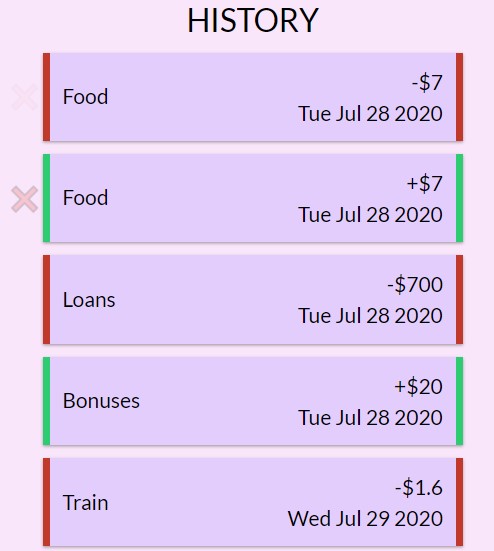 HISTORY
Food
-$7
Tue Jul 28 2020
Food
+$7
Tue Jul 28 2020
Loans
-$700
Tue Jul 28 2020
Bonuses
+$20
Tue Jul 28 2020
Train
-$1.6
Wed Jul 29 2020